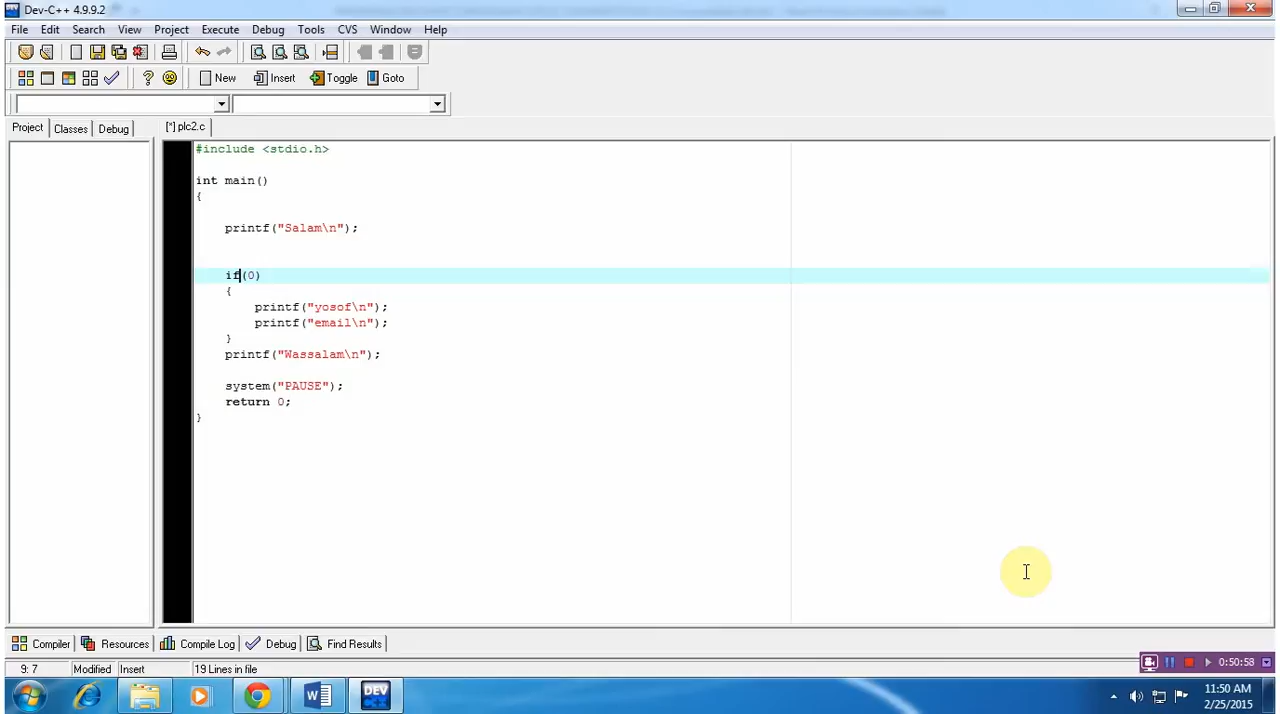 Dev-C++ 4.9.9.2
File Edit Search View Project Execute Debug Tools CVS Window Help
New Insert Toggle Goto
Project Classes Debug [*] plc2.c
#include <stdio.h>
int main()
{
printf("Salam\n");
if(0)
{
printf("yosof\n");
printf("email\n");
}
printf("Wassalam\n");
system("PAUSE");
return 0;
}
Compiler Resources Compile Log Debug Find Results
9: 7 Modified Insert 19 Lines in file
0:50:58
DEV
11:50 AM
2/25/2015